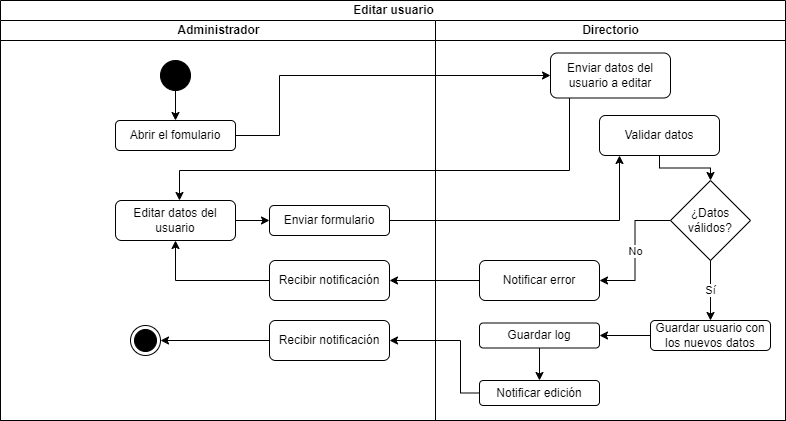 Editar usuario
Administrador
Directorio
Enviar datos del
usuario a editar
Abrir el fomulario
Validar datos
Editar datos del
usuario
Enviar formulario
¿Datos
válidos?
No
Recibir notificación
Notificar error
Sí
Recibir notificación
Guardar log
Guardar usuario con
los nuevos datos
Notificar edición